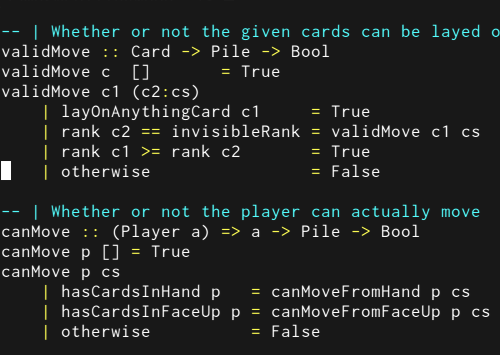 -- | Whether or not the given cards can be layed o
validMove :: Card -> Pile -> Bool
validMove c  []       = True
validMove c1 (c2:cs)
    | layOnAnythingCard c1     = True
    | rank c2 == invisibleRank = validMove c1 cs
    | rank c1 >= rank c2       = True
    | otherwise                = False

-- | Whether or not the player can actually move
canMove :: (Player a) => a -> Pile -> Bool
canMove p [] = True
canMove p cs
    | hasCardsInHand p   = canMoveFromHand p cs
    | hasCardsInFaceUp p = canMoveFromFaceUp p cs
    | otherwise          = False